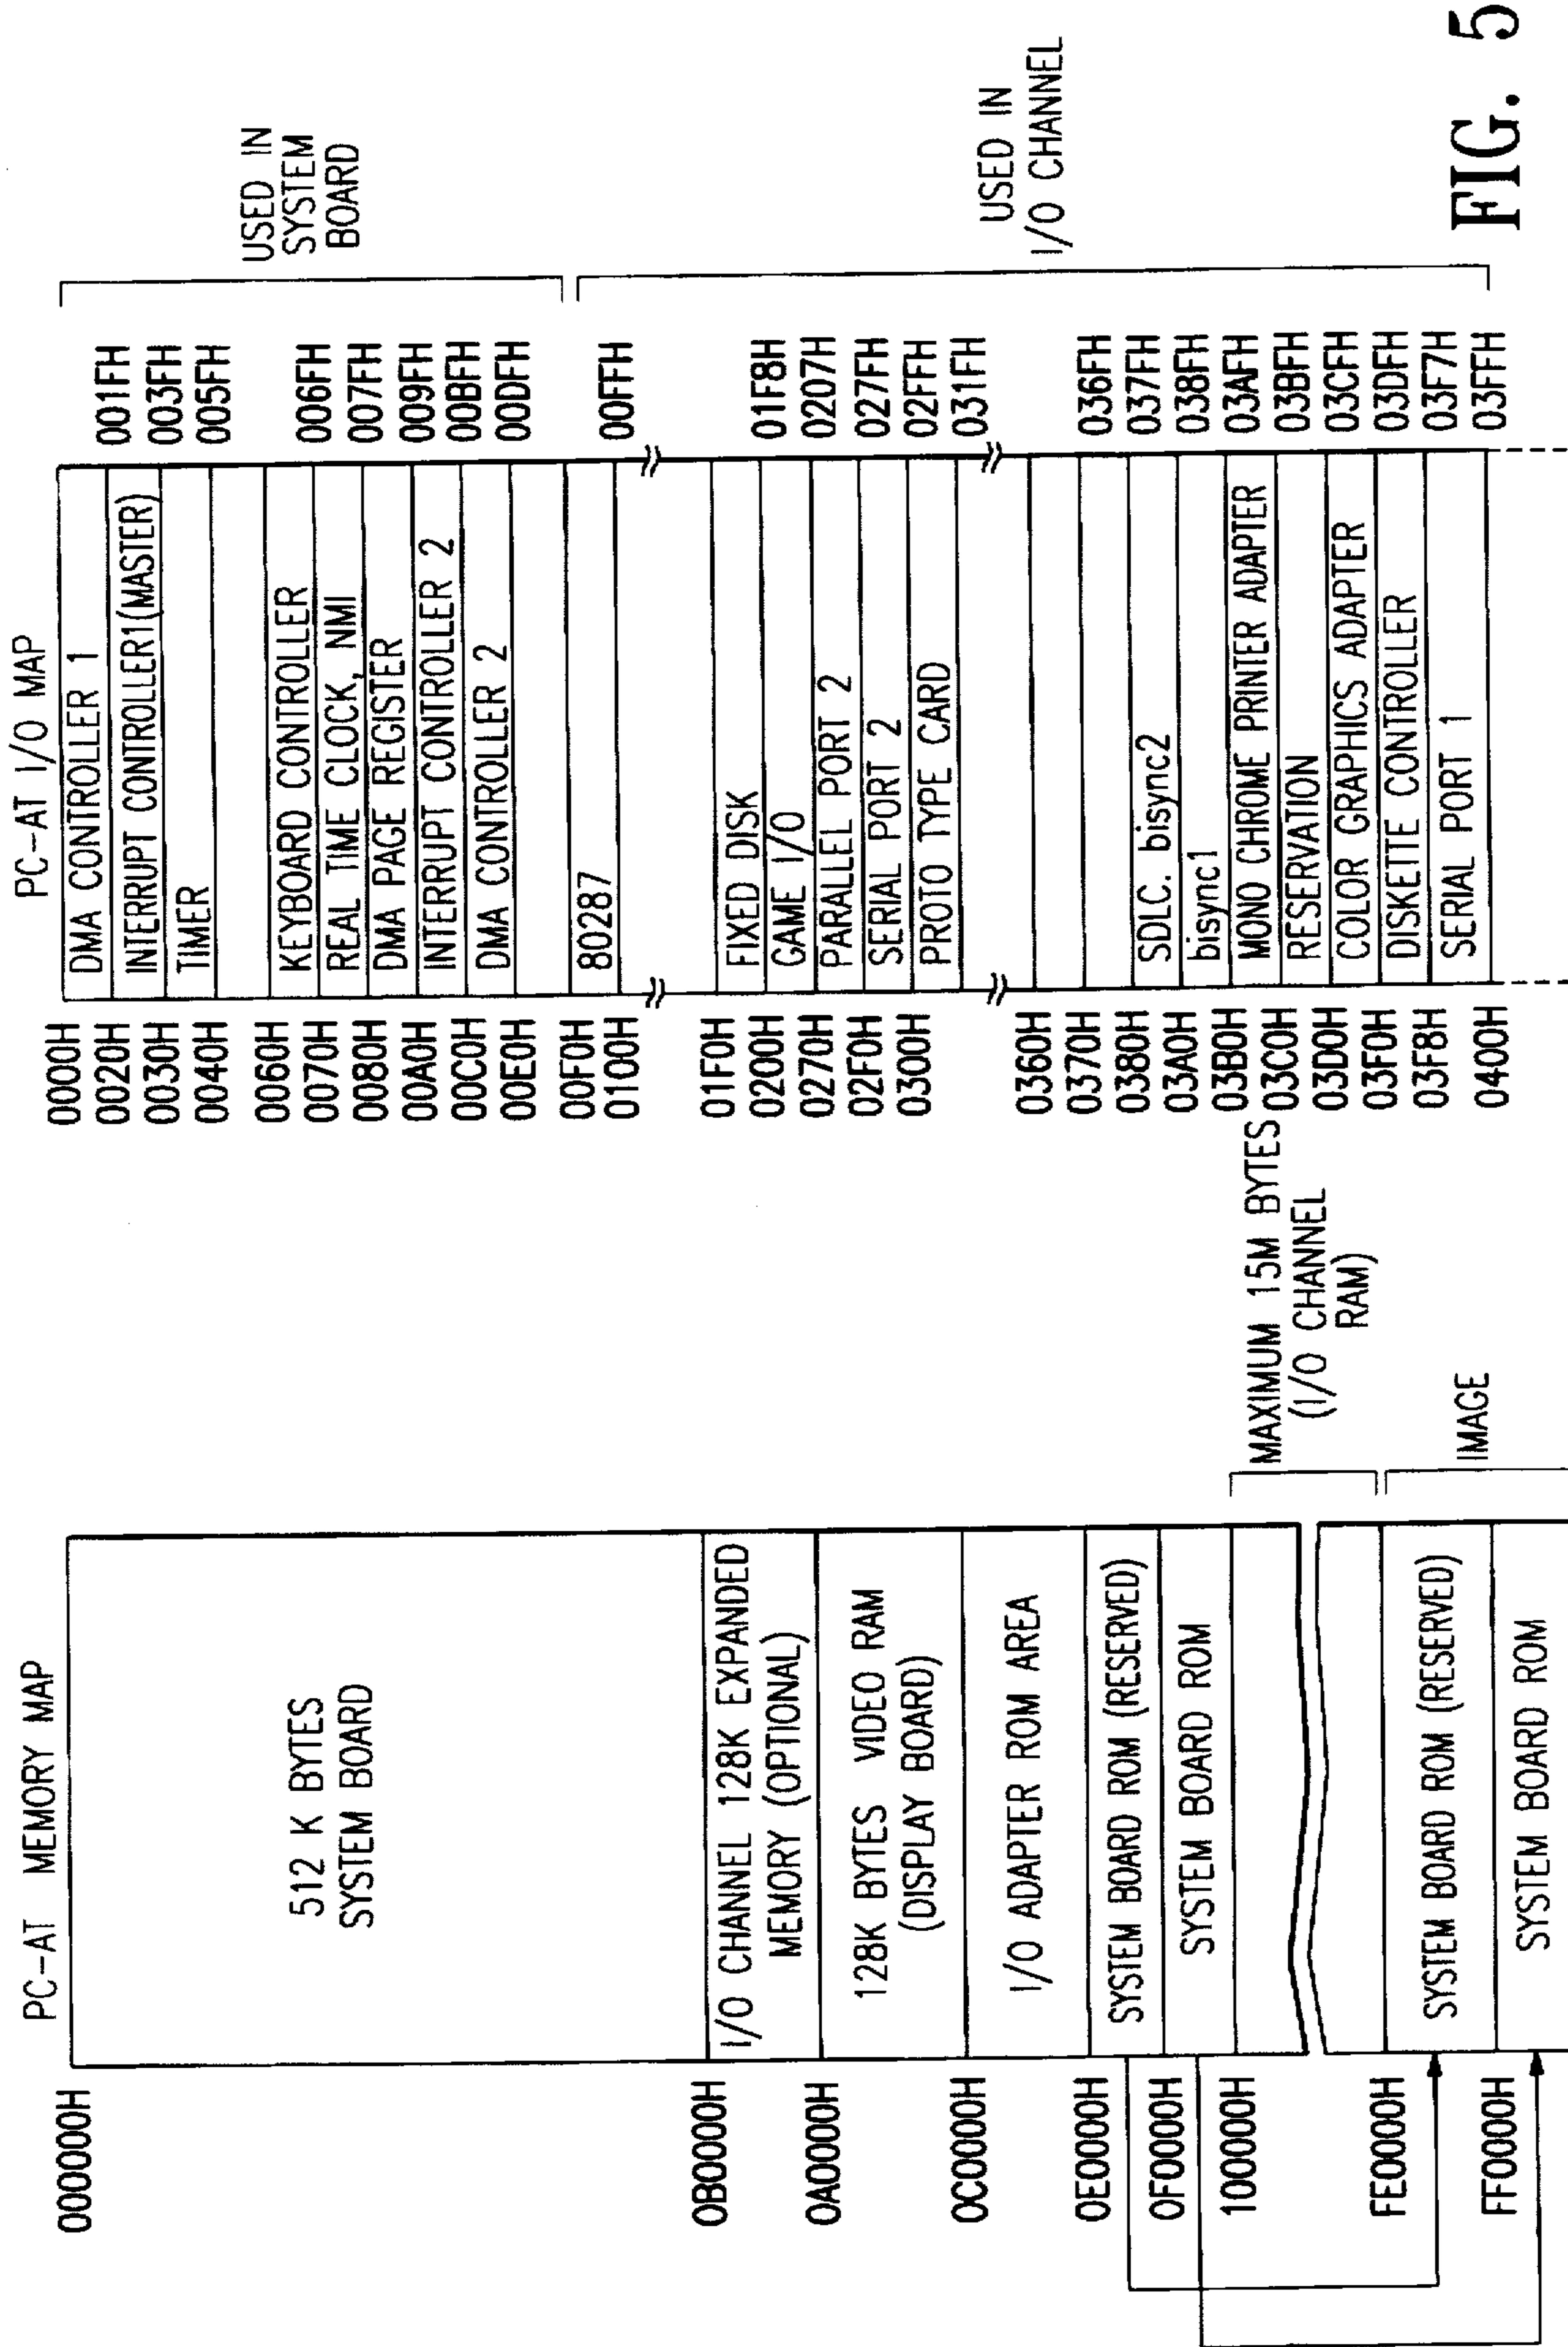 PC-AT MEMORY MAP
000000H
512 K BYTES
SYSTEM BOARD
0B0000H
I/O CHANNEL 128K EXPANDED
MEMORY (OPTIONAL)
0A0000H
128K BYTES VIDEO RAM
(DISPLAY BOARD)
0C0000H
I/O ADAPTER ROM AREA
0E0000H
SYSTEM BOARD ROM (RESERVED)
0F0000H
SYSTEM BOARD ROM
100000H
MAXIMUM 15M BYTES
(I/O CHANNEL
RAM)
FE0000H
SYSTEM BOARD ROM (RESERVED)
IMAGE
FF0000H
SYSTEM BOARD ROM
PC-AT I/O MAP
0000H DMA CONTROLLER 1 001FH
0020H INTERRUPT CONTROLLER1(MASTER) 003FH
0030H TIMER 005FH
0040H
0060H KEYBOARD CONTROLLER 006FH
0070H REAL TIME CLOCK, NMI 007FH
0080H DMA PAGE REGISTER 009FH
00A0H INTERRUPT CONTROLLER 2 00BFH
00C0H DMA CONTROLLER 2 00DFH
00E0H
USED IN
SYSTEM
BOARD
00F0H 80287 00FFH
0100H
01F0H FIXED DISK 01F8H
0200H GAME I/O 0207H
0270H PARALLEL PORT 2 027FH
02F0H SERIAL PORT 2 02FFH
0300H PROTO TYPE CARD 031FH
0360H 036FH
0370H
0380H SDLC. bisync2 037FH
03A0H bisync1 038FH
03B0H MONO CHROME PRINTER ADAPTER 03AFH
03C0H RESERVATION 03BFH
03D0H COLOR GRAPHICS ADAPTER 03CFH
03F0H DISKETTE CONTROLLER 03DFH
03F8H SERIAL PORT 1 03F7H
0400H 03FFH
USED IN
I/O CHANNEL
FIG. 5